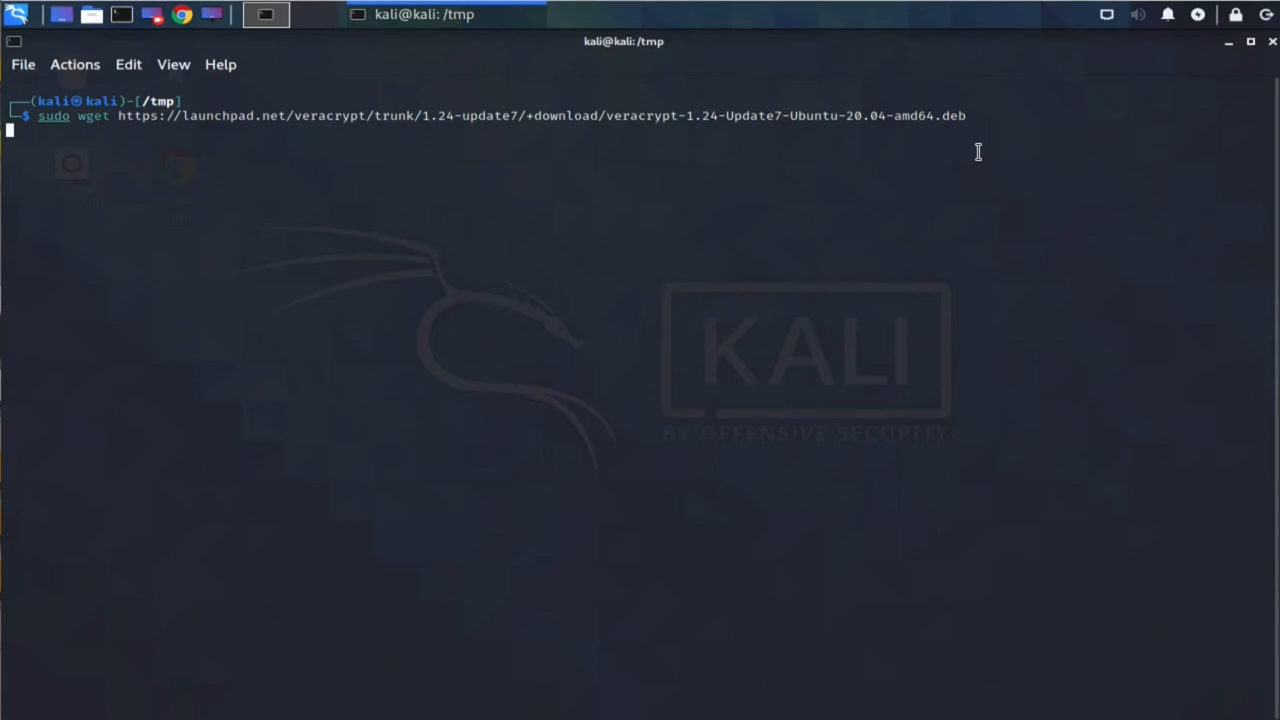 kali@kali: /tmp
kali@kali: /tmp
File Actions Edit View Help
(kali㉿kali)-[/tmp]
$ sudo wget https://launchpad.net/veracrypt/trunk/1.24-update7/+download/veracrypt-1.24-Update7-Ubuntu-20.04-amd64.deb
KALI
BY OFFENSIVE SECURITY